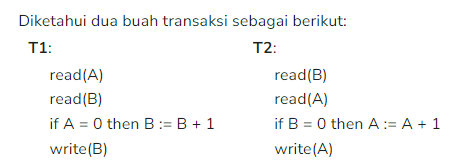 Diketahui dua buah transaksi sebagai berikut:
T1: T2:
read(A) read(B)
read(B) read(A)
if A = 0 then B := B + 1 if B = 0 then A := A + 1
write(B) write(A)